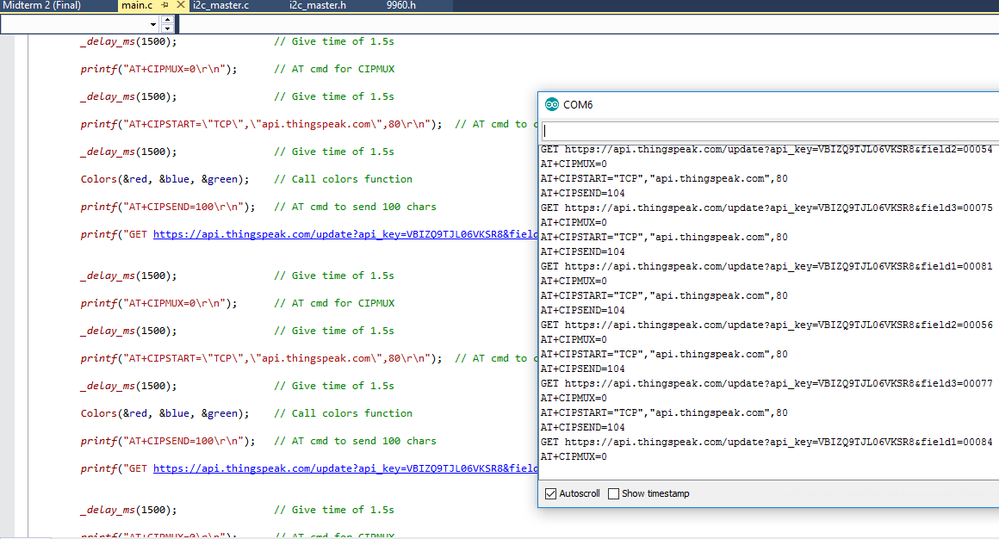 Midterm 2 (Final) main.c i2c_master.c i2c_master.h 9960.h
_delay_ms(1500); // Give time of 1.5s
printf("AT+CIPMUX=0\r\n"); // AT cmd for CIPMUX
_delay_ms(1500); // Give time of 1.5s
printf("AT+CIPSTART=\"TCP\",\"api.thingspeak.com\",80\r\n"); // AT cmd to c
_delay_ms(1500); // Give time of 1.5s
Colors(&red, &blue, &green); // Call colors function
printf("AT+CIPSEND=100\r\n"); // AT cmd to send 100 chars
printf("GET https://api.thingspeak.com/update?api_key=VBIZQ9TJL06VKSR8&field
_delay_ms(1500); // Give time of 1.5s
printf("AT+CIPMUX=0\r\n"); // AT cmd for CIPMUX
_delay_ms(1500); // Give time of 1.5s
printf("AT+CIPSTART=\"TCP\",\"api.thingspeak.com\",80\r\n"); // AT cmd to c
_delay_ms(1500); // Give time of 1.5s
Colors(&red, &blue, &green); // Call colors function
printf("AT+CIPSEND=100\r\n"); // AT cmd to send 100 chars
printf("GET https://api.thingspeak.com/update?api_key=VBIZQ9TJL06VKSR8&field
_delay_ms(1500); // Give time of 1.5s
printf("AT+CIPMUX=0\r\n"); // AT cmd for CIPMUX
COM6
GET https://api.thingspeak.com/update?api_key=VBIZQ9TJL06VKSR8&field2=00054
AT+CIPMUX=0
AT+CIPSTART="TCP","api.thingspeak.com",80
AT+CIPSEND=104
GET https://api.thingspeak.com/update?api_key=VBIZQ9TJL06VKSR8&field3=00075
AT+CIPMUX=0
AT+CIPSTART="TCP","api.thingspeak.com",80
AT+CIPSEND=104
GET https://api.thingspeak.com/update?api_key=VBIZQ9TJL06VKSR8&field1=00081
AT+CIPMUX=0
AT+CIPSTART="TCP","api.thingspeak.com",80
AT+CIPSEND=104
GET https://api.thingspeak.com/update?api_key=VBIZQ9TJL06VKSR8&field2=00056
AT+CIPMUX=0
AT+CIPSTART="TCP","api.thingspeak.com",80
AT+CIPSEND=104
GET https://api.thingspeak.com/update?api_key=VBIZQ9TJL06VKSR8&field3=00077
AT+CIPMUX=0
AT+CIPSTART="TCP","api.thingspeak.com",80
AT+CIPSEND=104
GET https://api.thingspeak.com/update?api_key=VBIZQ9TJL06VKSR8&field1=00084
AT+CIPMUX=0
Autoscroll Show timestamp